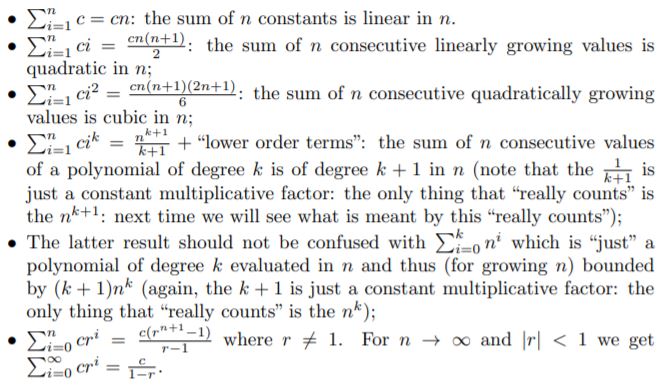 • $\sum_{i=1}^{n} c = cn$: the sum of $n$ constants is linear in $n$.
• $\sum_{i=1}^{n} ci = \frac{cn(n+1)}{2}$: the sum of $n$ consecutive linearly growing values is
quadratic in $n$;
• $\sum_{i=1}^{n} ci^2 = \frac{cn(n+1)(2n+1)}{6}$: the sum of $n$ consecutive quadratically growing
values is cubic in $n$;
• $\sum_{i=1}^{n} ci^k = \frac{n^{k+1}}{k+1}$ + “lower order terms”: the sum of $n$ consecutive values
of a polynomial of degree $k$ is of degree $k + 1$ in $n$ (note that the $\frac{1}{k+1}$ is
just a constant multiplicative factor: the only thing that “really counts” is
the $n^{k+1}$: next time we will see what is meant by this “really counts”);
• The latter result should not be confused with $\sum_{i=0}^{k} n^i$ which is “just” a
polynomial of degree $k$ evaluated in $n$ and thus (for growing $n$) bounded
by $(k + 1)n^k$ (again, the $k + 1$ is just a constant multiplicative factor: the
only thing that “really counts” is the $n^k$);
• $\sum_{i=0}^{n} cr^i = \frac{c(r^{n+1}-1)}{r-1}$ where $r \neq 1$. For $n \to \infty$ and $|r| < 1$ we get
$\sum_{i=0}^{\infty} cr^i = \frac{c}{1-r}$.